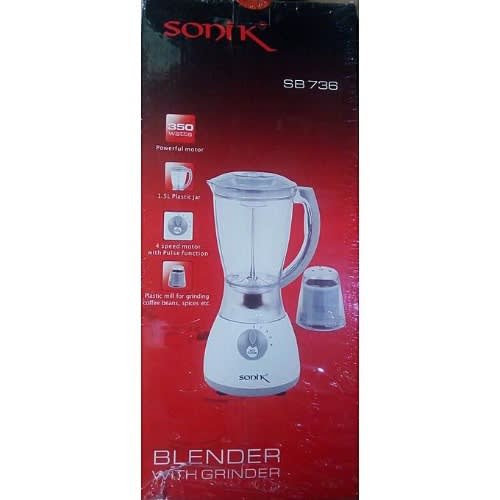 SONIK
SB 736
350
watts
Powerful motor
1.5L Plastic jar
4 speed motor
with Pulse function
Plastic mill for grinding
coffee beans, spices etc.
SONIK
BLENDER
WITH GRINDER